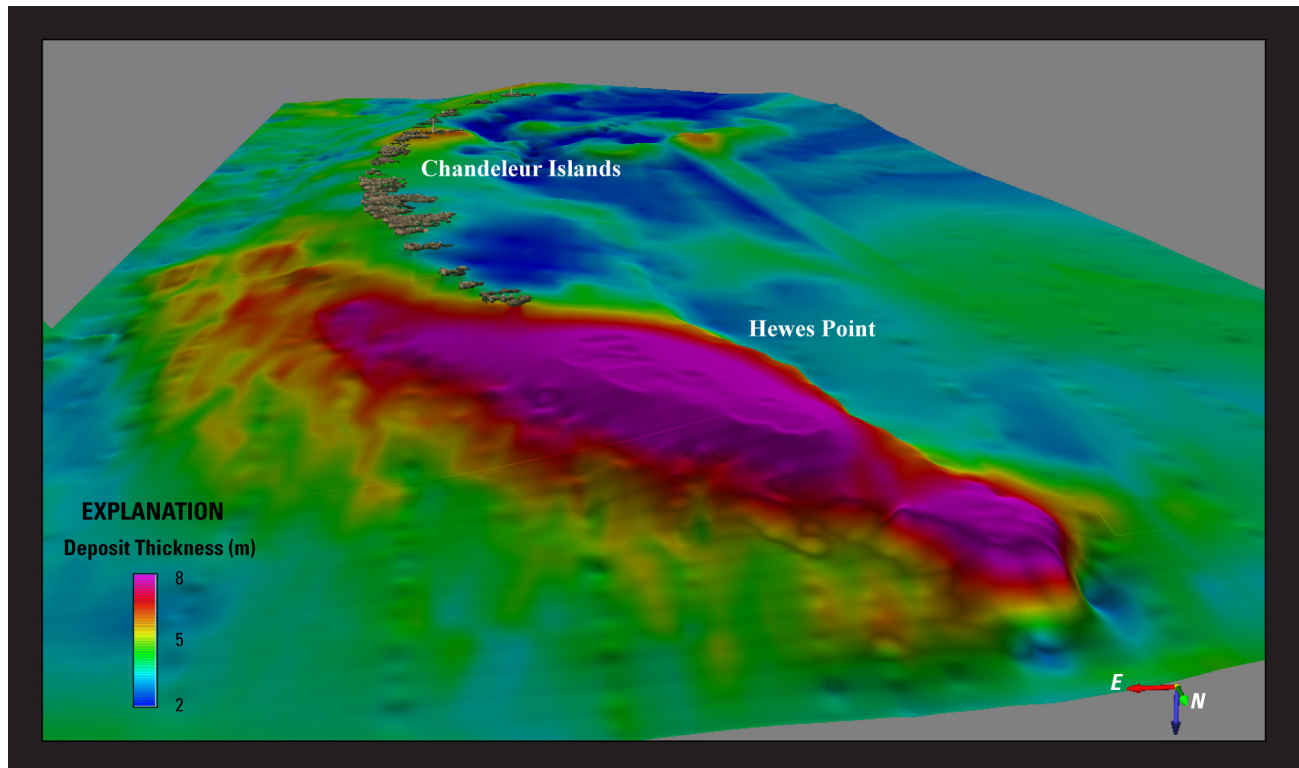 Chandeleur Islands
Hewes Point
EXPLANATION
Deposit Thickness (m)
8
5
2
E
N